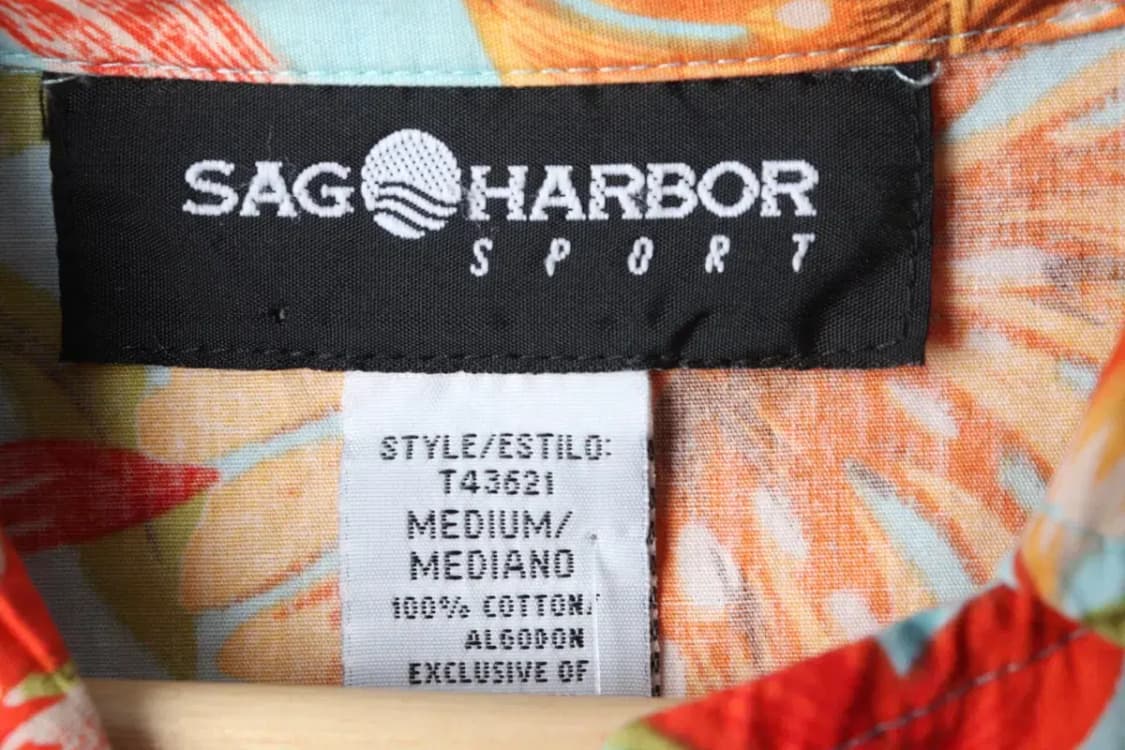 SAG HARBOR
SPORT
STYLE/ESTILO:
T43621
MEDIUM/
MEDIANO
100% COTTON/
ALGODON
EXCLUSIVE OF